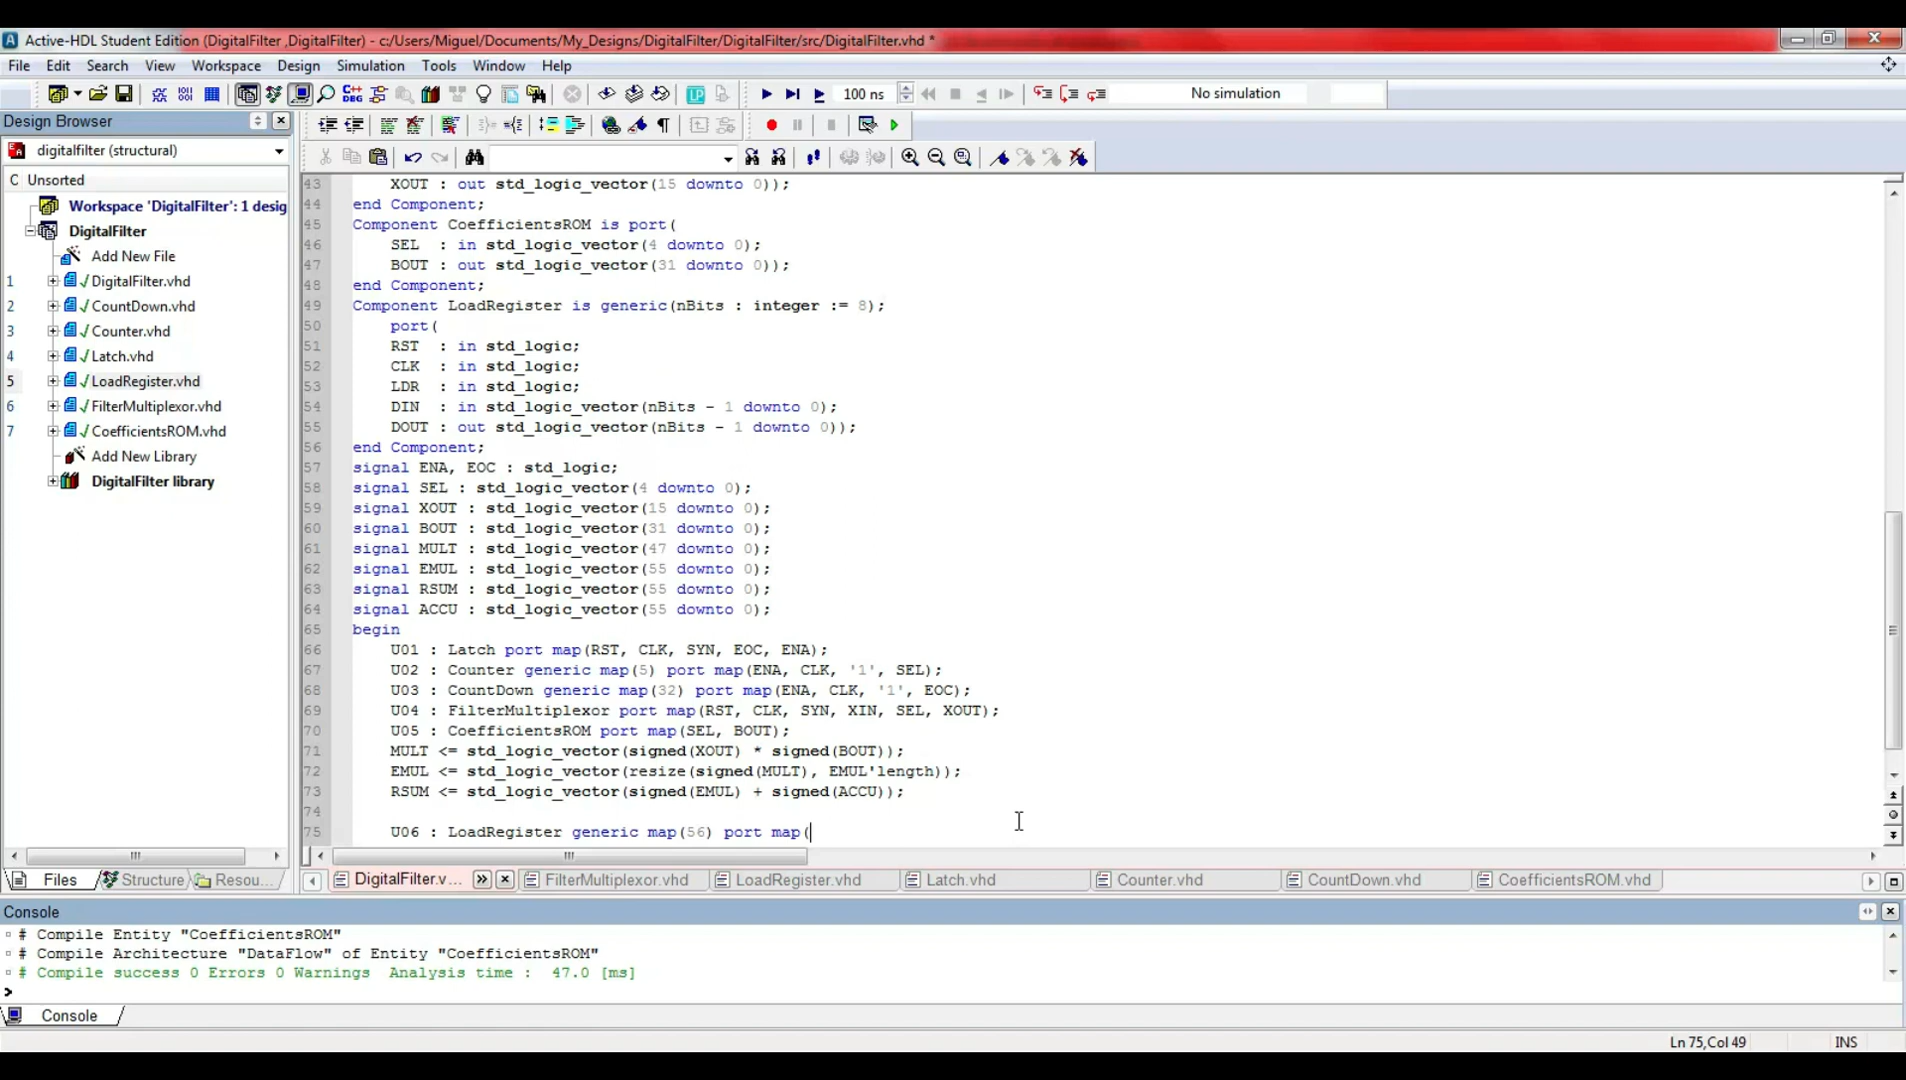 Active-HDL Student Edition (DigitalFilter ,DigitalFilter) - c:/Users/Miguel/Documents/My_Designs/DigitalFilter/DigitalFilter/src/DigitalFilter.vhd *
File Edit Search View Workspace Design Simulation Tools Window Help
100 ns No simulation
Design Browser
digitalfilter (structural)
C Unsorted
Workspace 'DigitalFilter': 1 desig
DigitalFilter
Add New File
1 DigitalFilter.vhd
2 CountDown.vhd
3 Counter.vhd
4 Latch.vhd
5 LoadRegister.vhd
6 FilterMultiplexor.vhd
7 CoefficientsROM.vhd
Add New Library
DigitalFilter library
Files Structure Resou...
43 XOUT : out std_logic_vector(15 downto 0));
44 end Component;
45 Component CoefficientsROM is port(
46 SEL : in std_logic_vector(4 downto 0);
47 BOUT : out std_logic_vector(31 downto 0));
48 end Component;
49 Component LoadRegister is generic(nBits : integer := 8);
50 port(
51 RST : in std_logic;
52 CLK : in std_logic;
53 LDR : in std_logic;
54 DIN : in std_logic_vector(nBits - 1 downto 0);
55 DOUT : out std_logic_vector(nBits - 1 downto 0));
56 end Component;
57 signal ENA, EOC : std_logic;
58 signal SEL : std_logic_vector(4 downto 0);
59 signal XOUT : std_logic_vector(15 downto 0);
60 signal BOUT : std_logic_vector(31 downto 0);
61 signal MULT : std_logic_vector(47 downto 0);
62 signal EMUL : std_logic_vector(55 downto 0);
63 signal RSUM : std_logic_vector(55 downto 0);
64 signal ACCU : std_logic_vector(55 downto 0);
65 begin
66 U01 : Latch port map(RST, CLK, SYN, EOC, ENA);
67 U02 : Counter generic map(5) port map(ENA, CLK, '1', SEL);
68 U03 : CountDown generic map(32) port map(ENA, CLK, '1', EOC);
69 U04 : FilterMultiplexor port map(RST, CLK, SYN, XIN, SEL, XOUT);
70 U05 : CoefficientsROM port map(SEL, BOUT);
71 MULT <= std_logic_vector(signed(XOUT) * signed(BOUT));
72 EMUL <= std_logic_vector(resize(signed(MULT), EMUL'length));
73 RSUM <= std_logic_vector(signed(EMUL) + signed(ACCU));
74
75 U06 : LoadRegister generic map(56) port map(
DigitalFilter.v... FilterMultiplexor.vhd LoadRegister.vhd Latch.vhd Counter.vhd CountDown.vhd CoefficientsROM.vhd
Console
# Compile Entity "CoefficientsROM"
# Compile Architecture "DataFlow" of Entity "CoefficientsROM"
# Compile success 0 Errors 0 Warnings Analysis time : 47.0 [ms]
>
Console
Ln 75,Col 49 INS